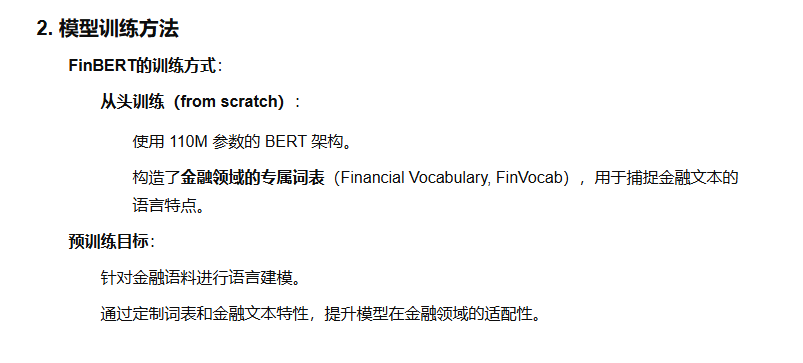 2. 模型训练方法
FinBERT的训练方式：
从头训练（from scratch）：
使用 110M 参数的 BERT 架构。
构造了金融领域的专属词表（Financial Vocabulary, FinVocab），用于捕捉金融文本的
语言特点。
预训练目标：
针对金融语料进行语言建模。
通过定制词表和金融文本特性，提升模型在金融领域的适配性。